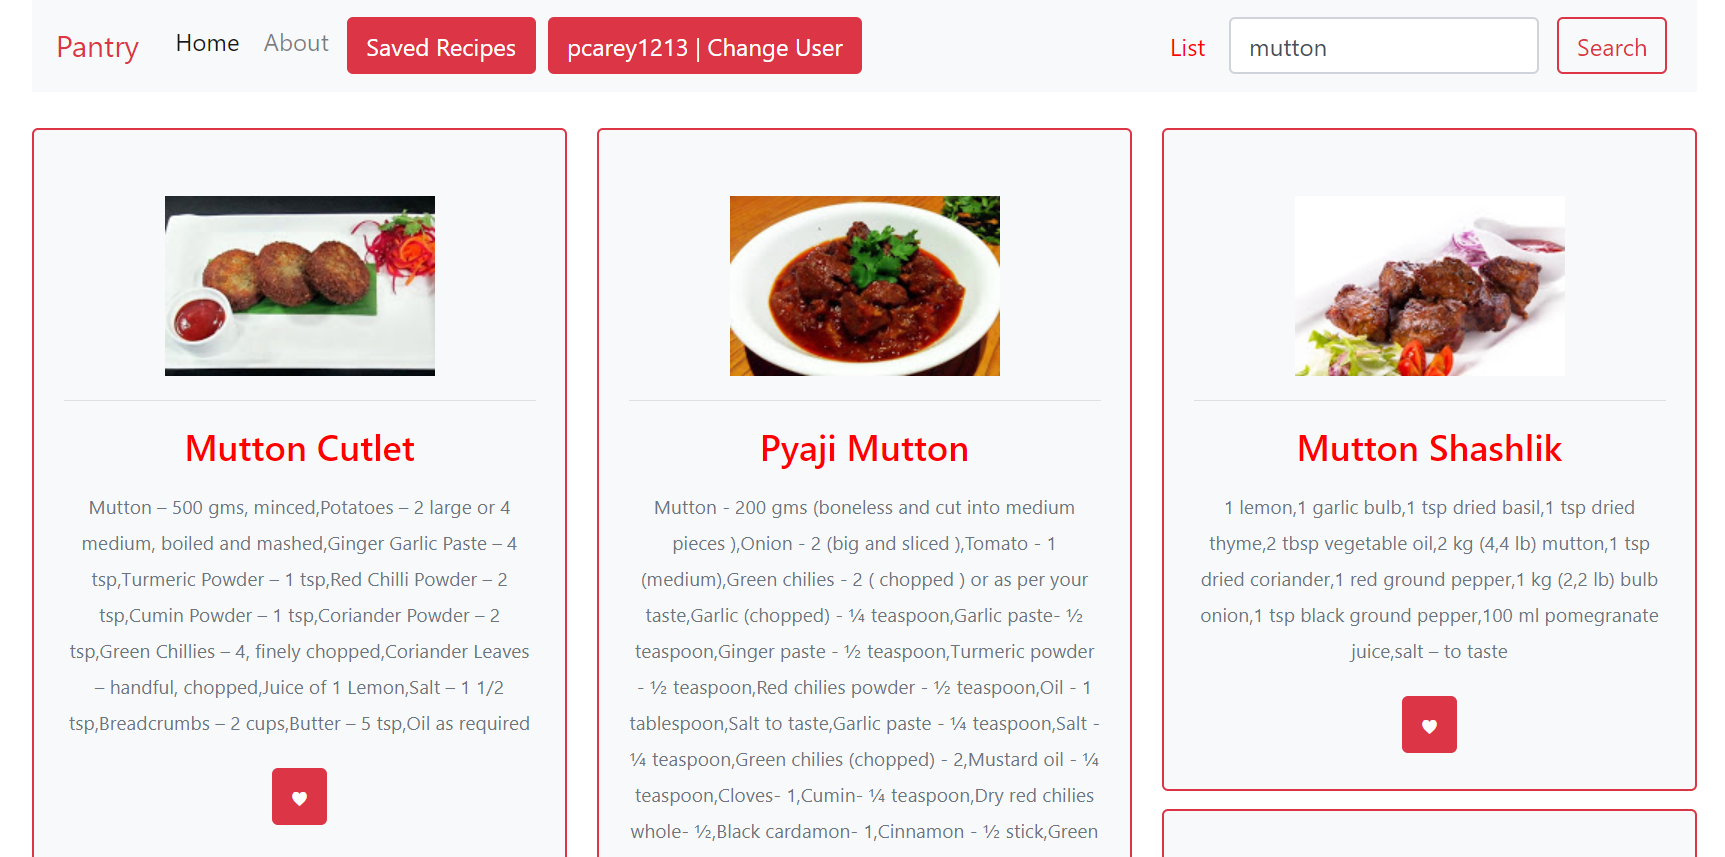 Pantry Home About Saved Recipes pcarey1213 | Change User List mutton Search
Mutton Cutlet
Mutton – 500 gms, minced,Potatoes – 2 large or 4
medium, boiled and mashed,Ginger Garlic Paste – 4
tsp,Turmeric Powder – 1 tsp,Red Chilli Powder – 2
tsp,Cumin Powder – 1 tsp,Coriander Powder – 2
tsp,Green Chillies – 4, finely chopped,Coriander Leaves
– handful, chopped,Juice of 1 Lemon,Salt – 1 1/2
tsp,Breadcrumbs – 2 cups,Butter – 5 tsp,Oil as required
Pyaji Mutton
Mutton - 200 gms (boneless and cut into medium
pieces ),Onion - 2 (big and sliced ),Tomato - 1
(medium),Green chilies - 2 ( chopped ) or as per your
taste,Garlic (chopped) - ¼ teaspoon,Garlic paste- ½
teaspoon,Ginger paste - ½ teaspoon,Turmeric powder
- ½ teaspoon,Red chilies powder - ½ teaspoon,Oil - 1
tablespoon,Salt to taste,Garlic paste - ¼ teaspoon,Salt -
¼ teaspoon,Green chilies (chopped) - 2,Mustard oil - ¼
teaspoon,Cloves- 1,Cumin- ¼ teaspoon,Dry red chilies
whole- ½,Black cardamon- 1,Cinnamon - ½ stick,Green
Mutton Shashlik
1 lemon,1 garlic bulb,1 tsp dried basil,1 tsp dried
thyme,2 tbsp vegetable oil,2 kg (4,4 lb) mutton,1 tsp
dried coriander,1 red ground pepper,1 kg (2,2 lb) bulb
onion,1 tsp black ground pepper,100 ml pomegranate
juice,salt – to taste